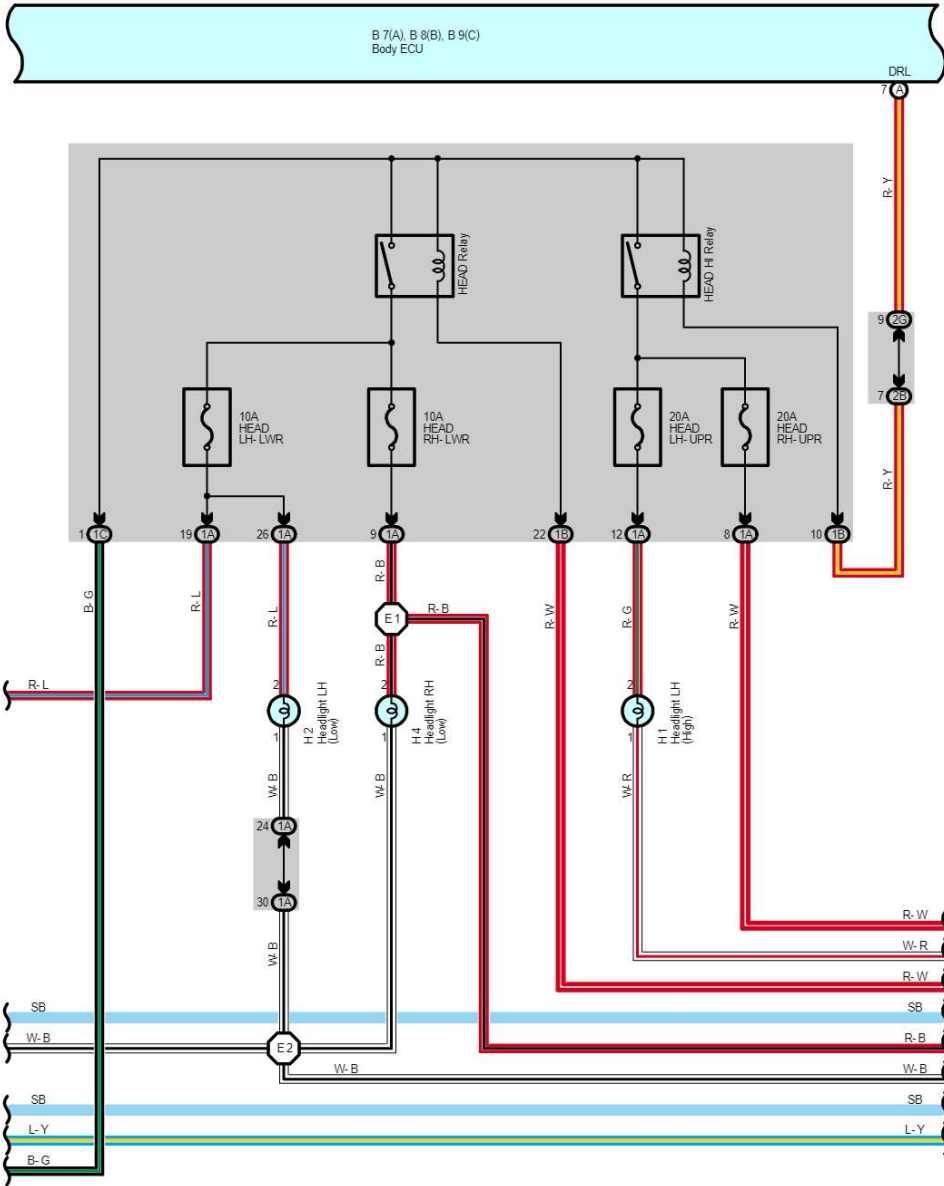 B 7(A), B 8(B), B 9(C)
Body ECU
DRL
7 A
R-Y
HEAD Relay
HEAD HI Relay
9 2G
7 2B
10A
HEAD
LH-LWR
10A
HEAD
RH-LWR
20A
HEAD
LH-UPR
20A
HEAD
RH-UPR
R-Y
1 1C
19 1A
26 1A
9 1A
22 1B
12 1A
8 1A
10 1B
B-G
R-L
R-L
R-B
E1
R-B
R-W
R-G
R-W
R-B
R-L
2
2
2
H2
Headlight LH
(Low)
H4
Headlight RH
(Low)
H1
Headlight LH
(High)
1
1
1
W-B
W-B
W-R
24 1A
30 1A
W-B
R-W
W-R
R-W
SB
SB
W-B
R-B
E2
W-B
W-B
SB
SB
L-Y
L-Y
B-G